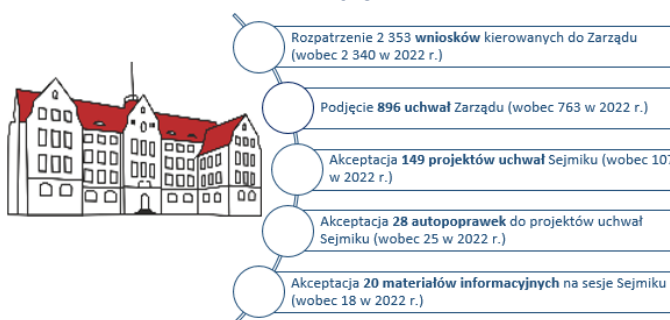 Rozpatrzenie 2 353 wniosków kierowanych do Zarządu
(wobec 2 340 w 2022 r.)
Podjęcie 896 uchwał Zarządu (wobec 763 w 2022 r.)
Akceptacja 149 projektów uchwał Sejmiku (wobec 107
w 2022 r.)
Akceptacja 28 autopoprawek do projektów uchwał
Sejmiku (wobec 25 w 2022 r.)
Akceptacja 20 materiałów informacyjnych na sesje Sejmiku
(wobec 18 w 2022 r.)